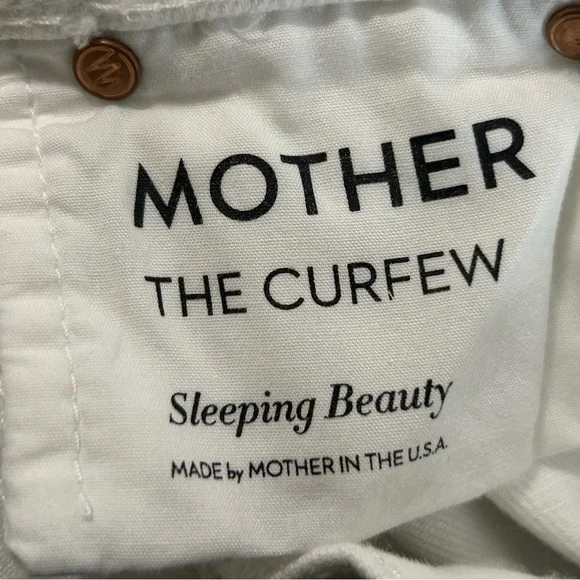 MOTHER
THE CURFEW
Sleeping Beauty
MADE by MOTHER IN THE U.S.A.